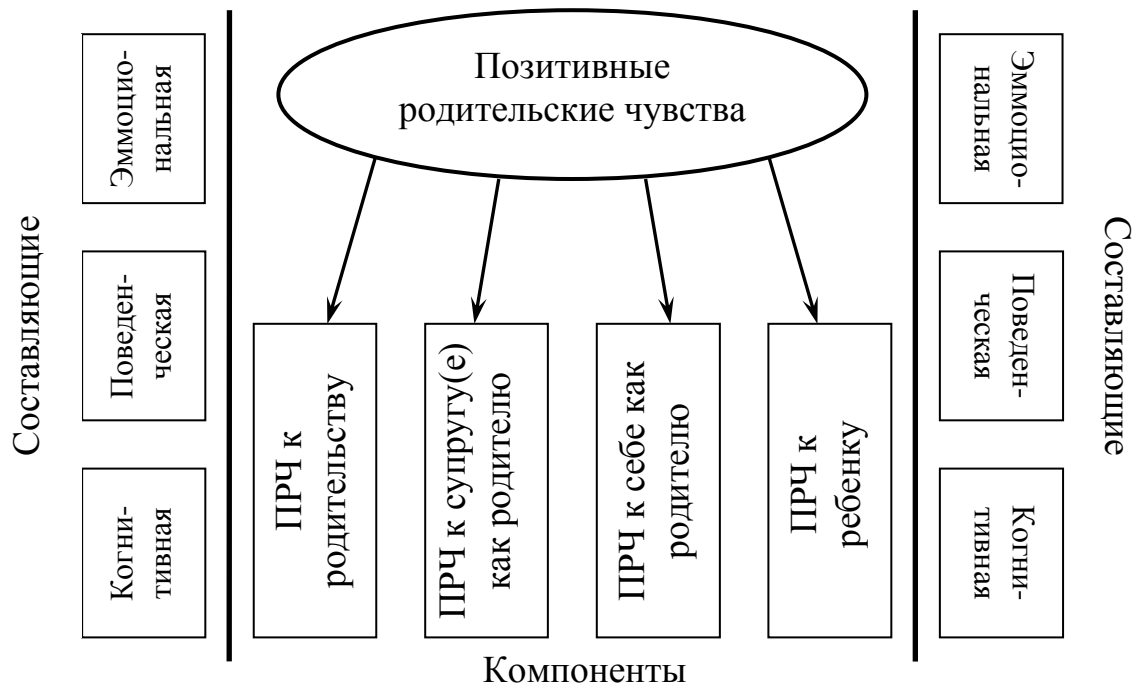 Составляющие
Эммоцио-
нальная
Поведен-
ческая
Когни-
тивная
Позитивные
родительские чувства
ПРЧ к
родительству
ПРЧ к супругу(е)
как родителю
ПРЧ к себе как
родителю
ПРЧ к
ребенку
Компоненты
Эммоцио-
нальная
Поведен-
ческая
Когни-
тивная
Составляющие